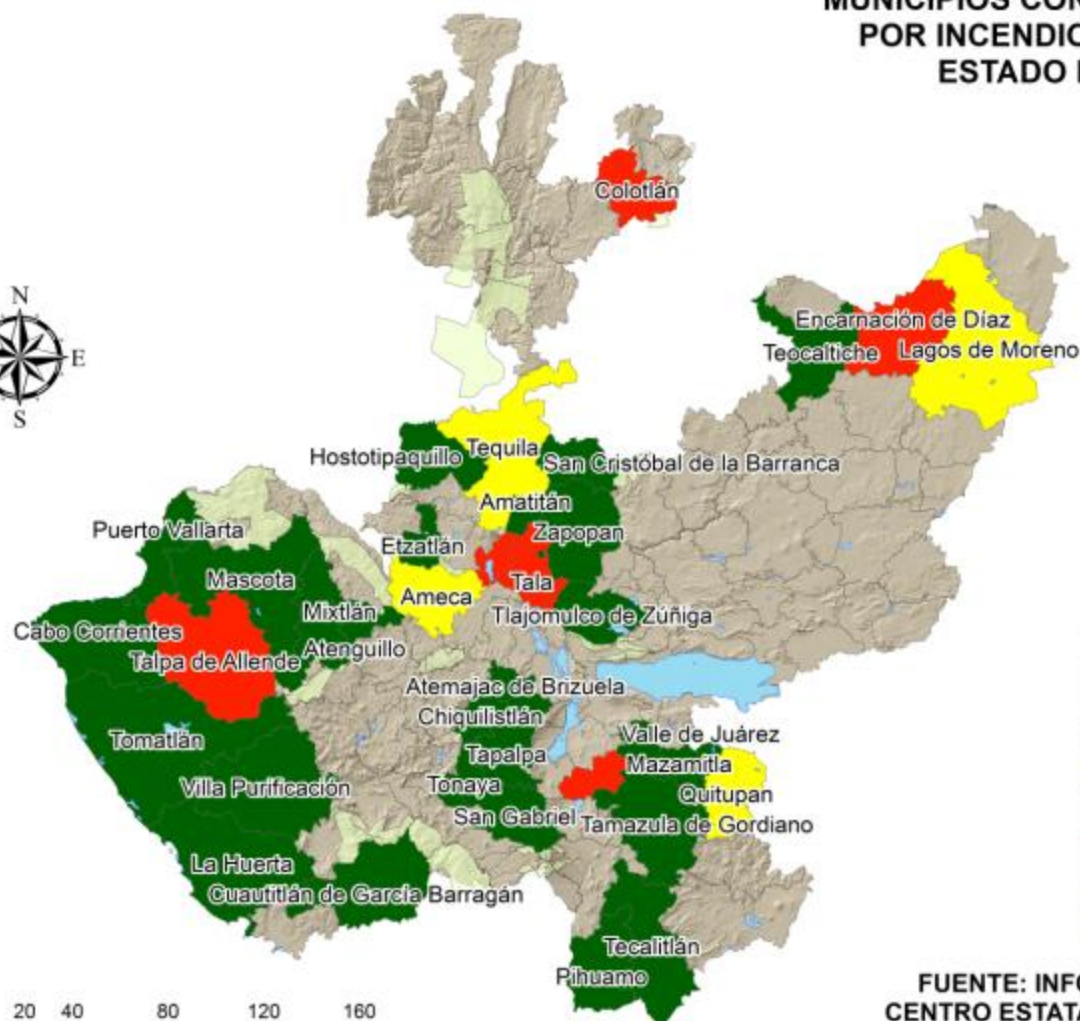 MUNICIPIOS CON
POR INCENDIO
ESTADO
Colotlán
N
E
S
Encarnación de Díaz
Teocaltiche
Lagos de Moreno
Hostotipaquillo
Tequila
San Cristóbal de la Barranca
Amatitán
Puerto Vallarta
Etzatlán
Zapopan
Mascota
Ameca
Tala
Mixtlán
Tlajomulco de Zúñiga
Cabo Corrientes
Atenguillo
Talpa de Allende
Atemajac de Brizuela
Chiquilistlán
Tomatlán
Valle de Juárez
Tapalpa
Mazamitla
Villa Purificación
Tonaya
Quitupan
San Gabriel
Tamazula de Gordiano
La Huerta
Cuautitlán de García Barragán
Tecalitlán
Pihuamo
FUENTE: INFO
CENTRO ESTATA
20 40 80 120 160